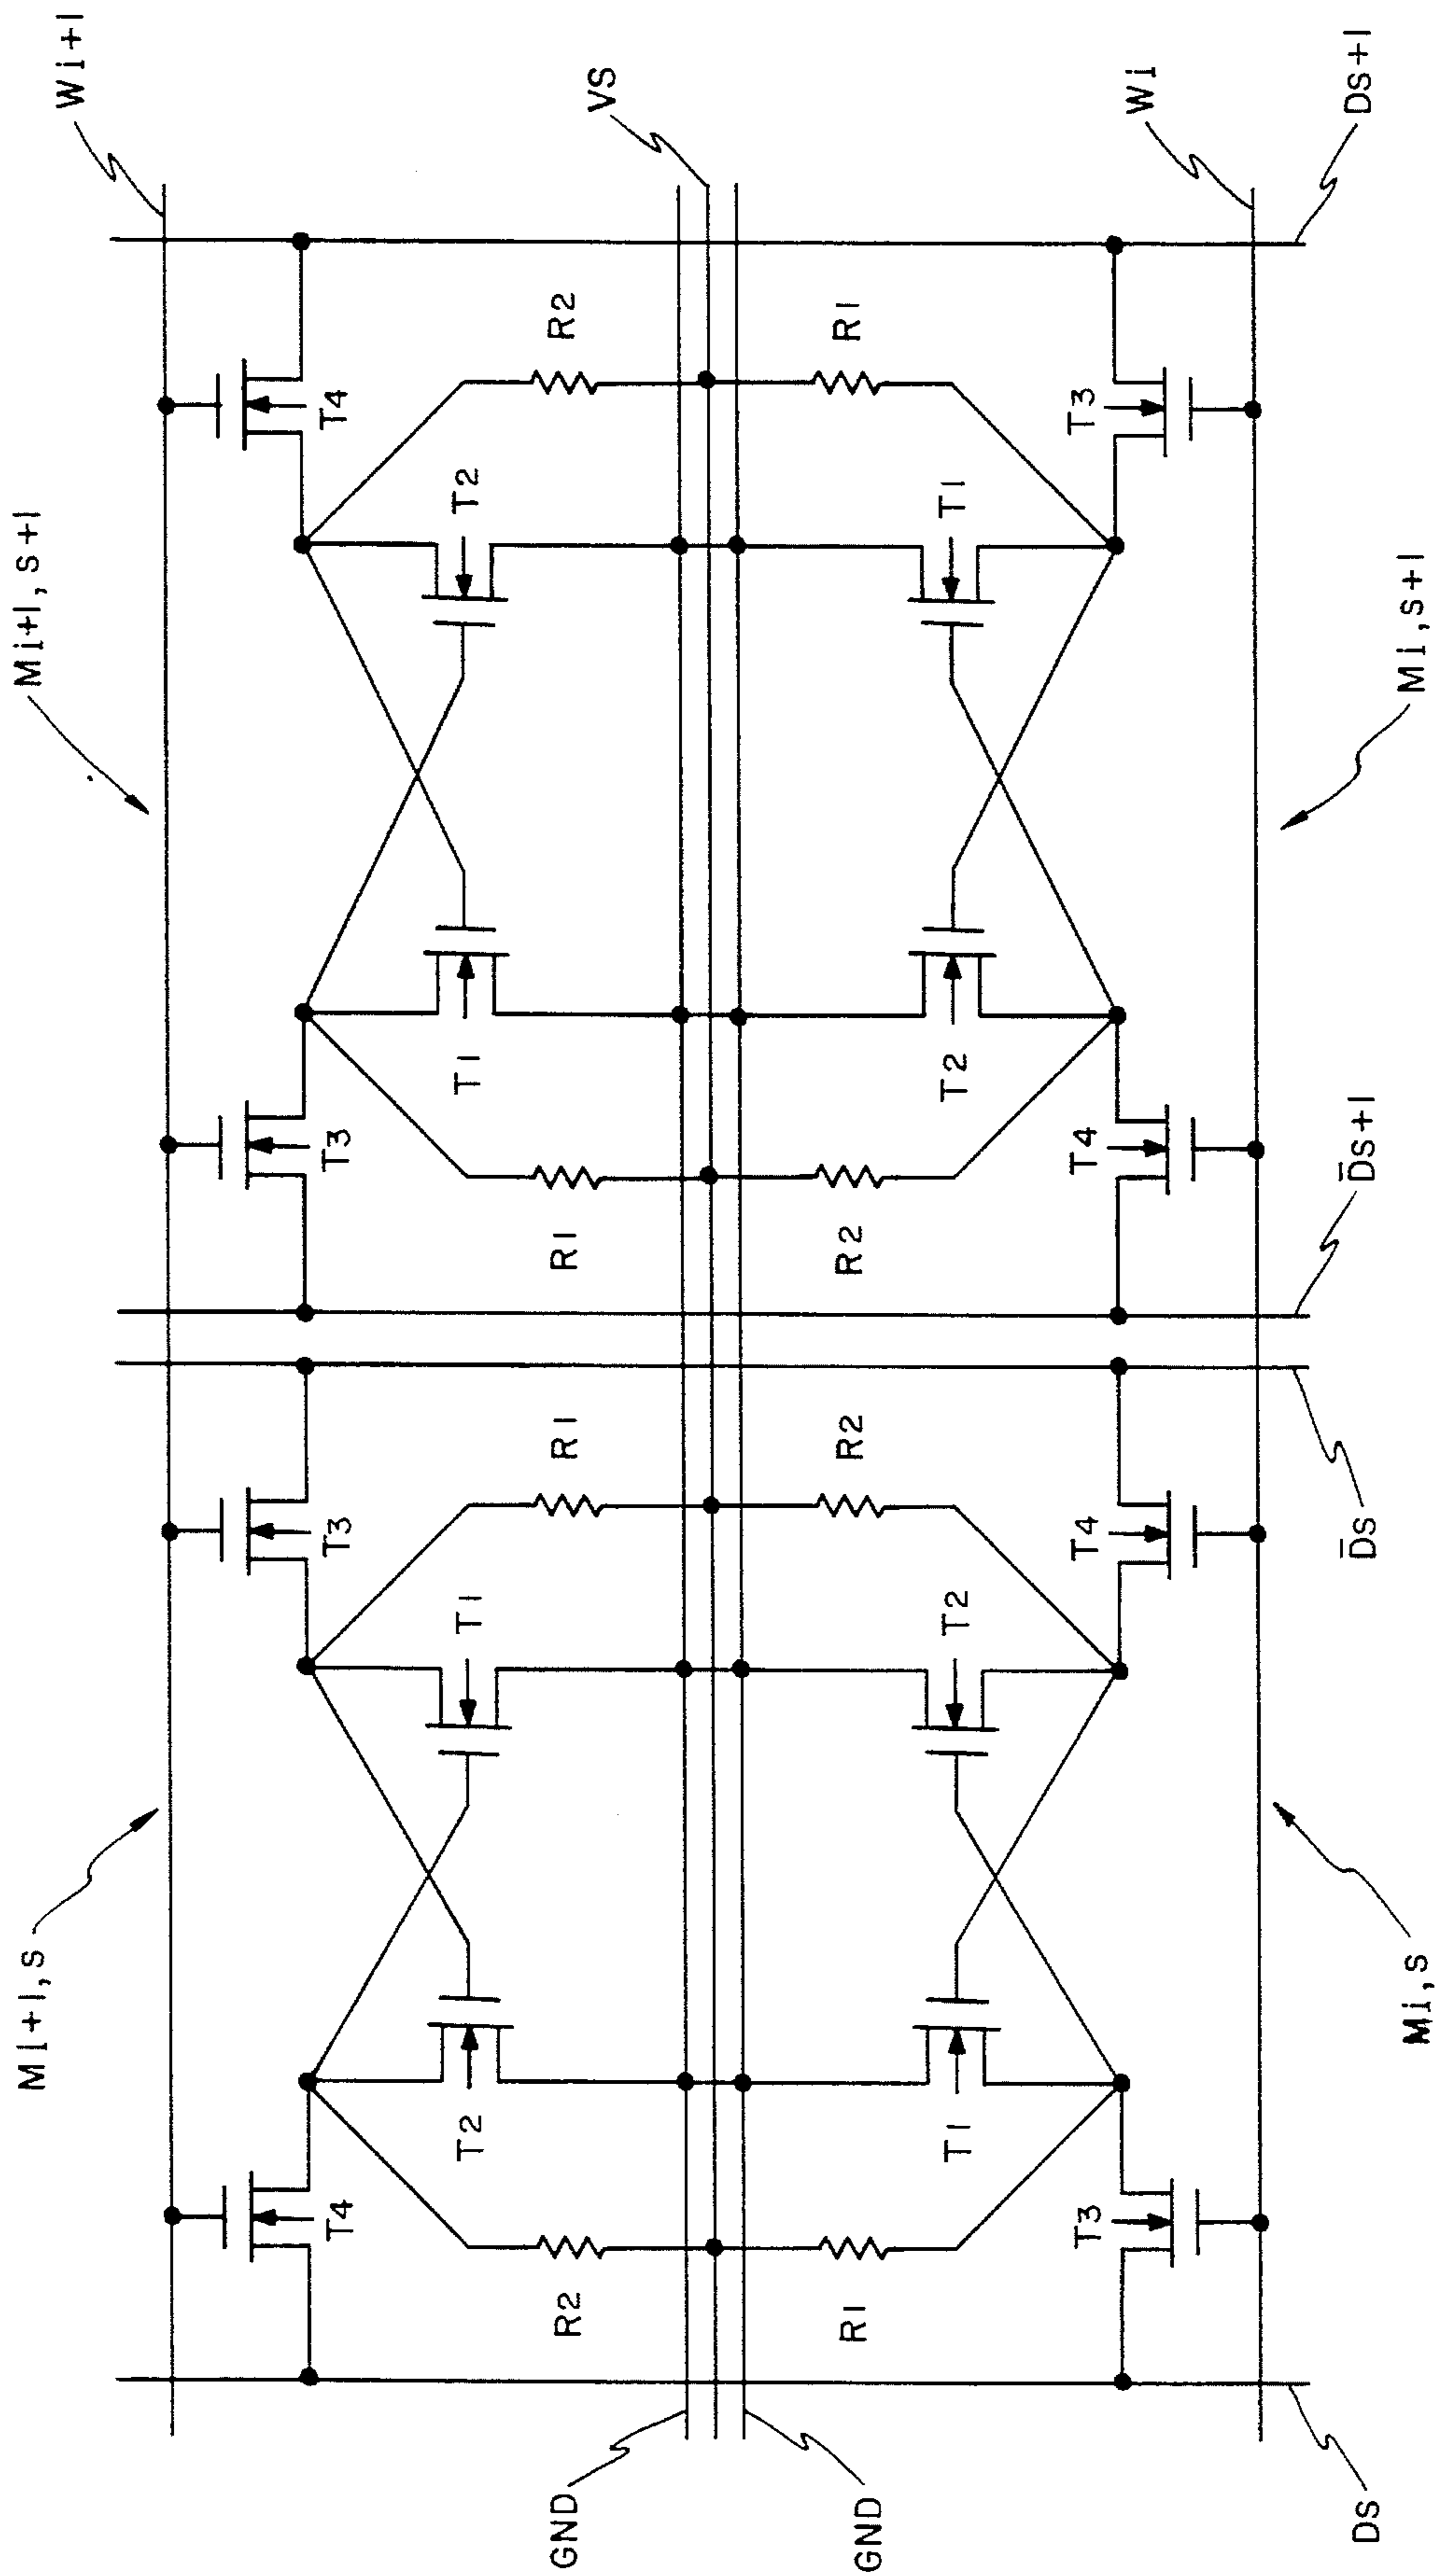 Mi+1,s
Mi+1,s+1
Wi+1
T4
T3
T3
T4
T2
T1
T1
T2
GND
R2
R1
R1
R2
VS
GND
R1
R2
R2
R1
T1
T2
T2
T1
T3
T4
T4
T3
Wi
Ds
D̄s
D̄s+1
Ds+1
Mi,s
Mi,s+1